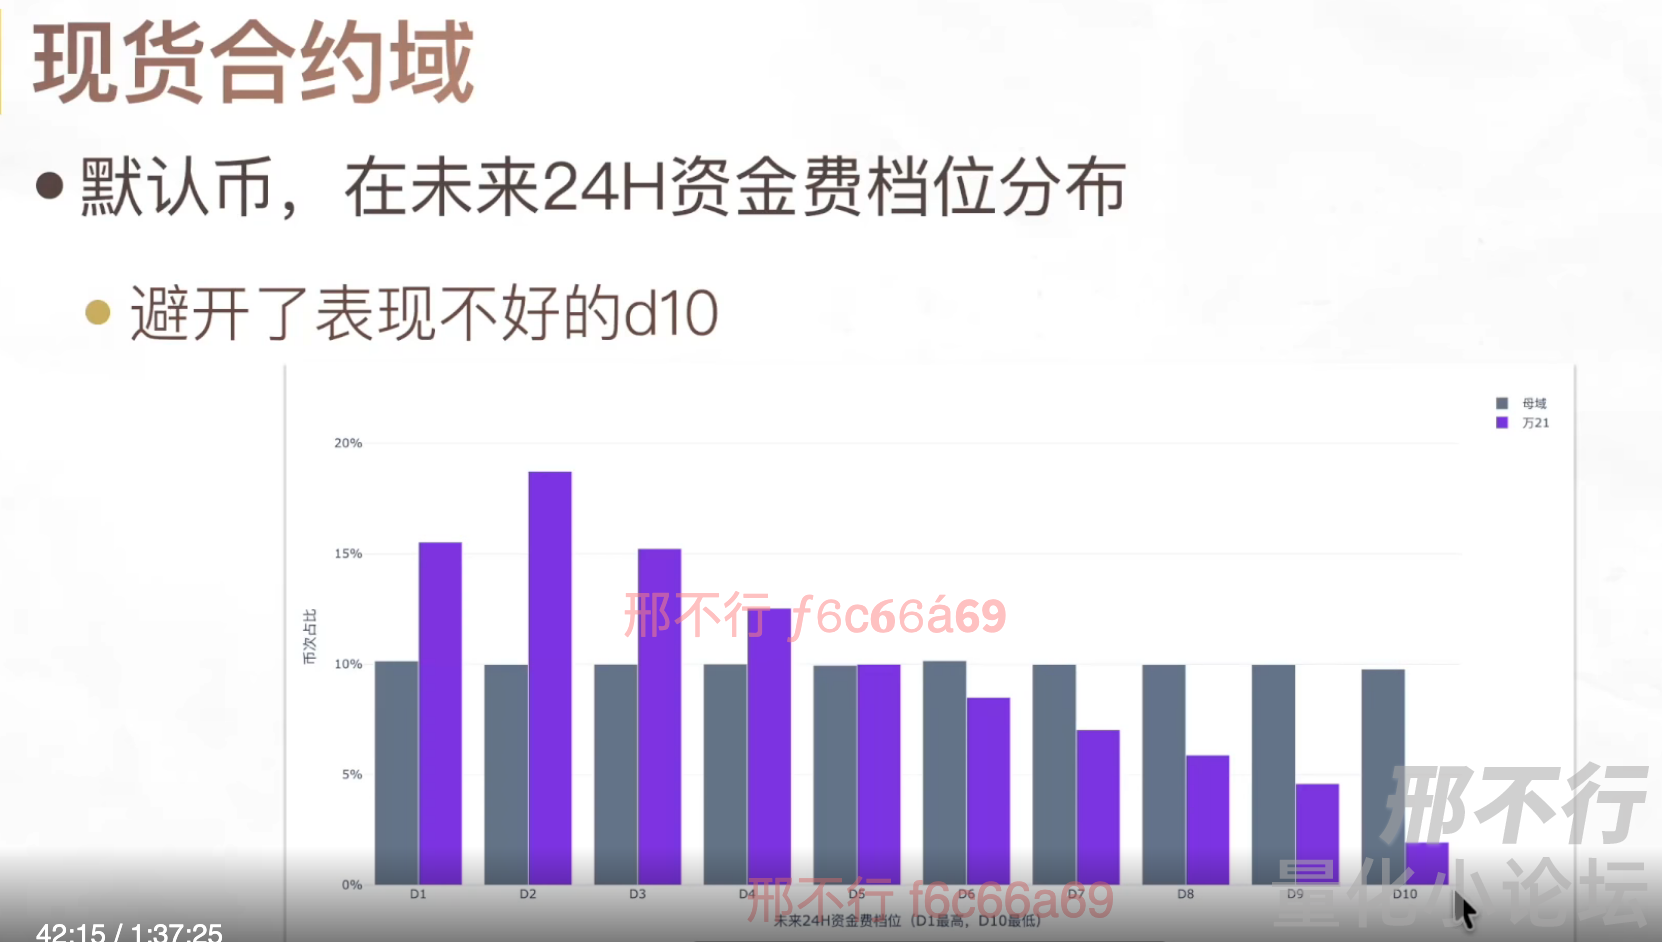 现货合约域
默认币，在未来24H资金费档位分布
避开了表现不好的d10
母域
万21
20%
15%
10%
5%
0%
币次占比
邢不行 f6c66á69
D1 D2 D3 D4 D5 D6 D7 D8 D9 D10
邢不行 f6c66a69
未来24H资金费档位（D1最高，D10最低）
邢不行
量化小论坛
42:15 / 1:37:25